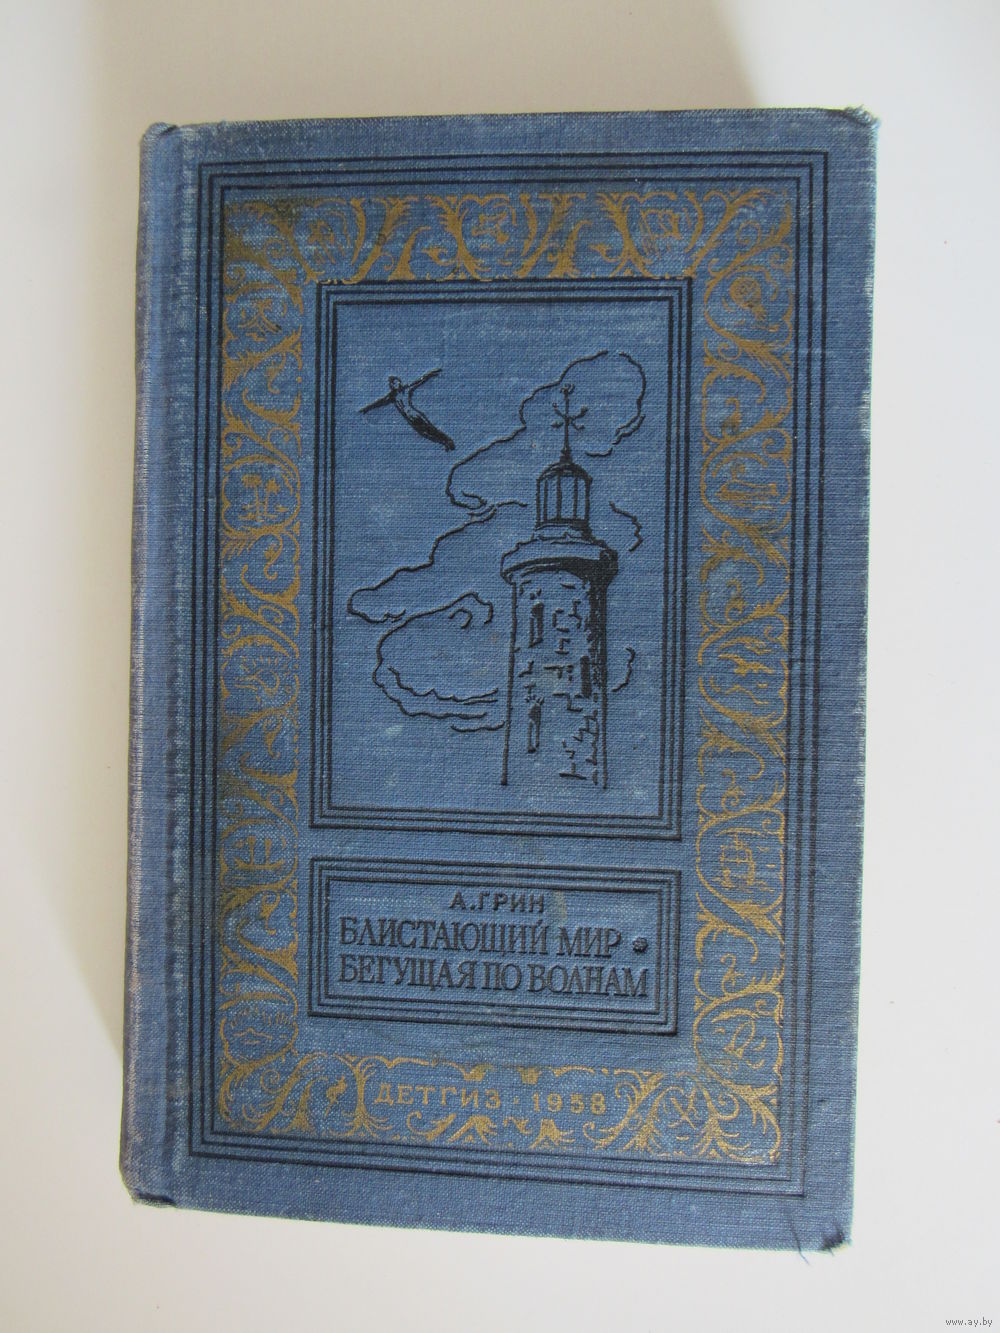 А.ГРИН
БЛИСТАЮЩИЙ МИР •
БЕГУЩАЯ ПО ВОЛНАМ
ДЕТГИЗ · 1958
www.ay.by